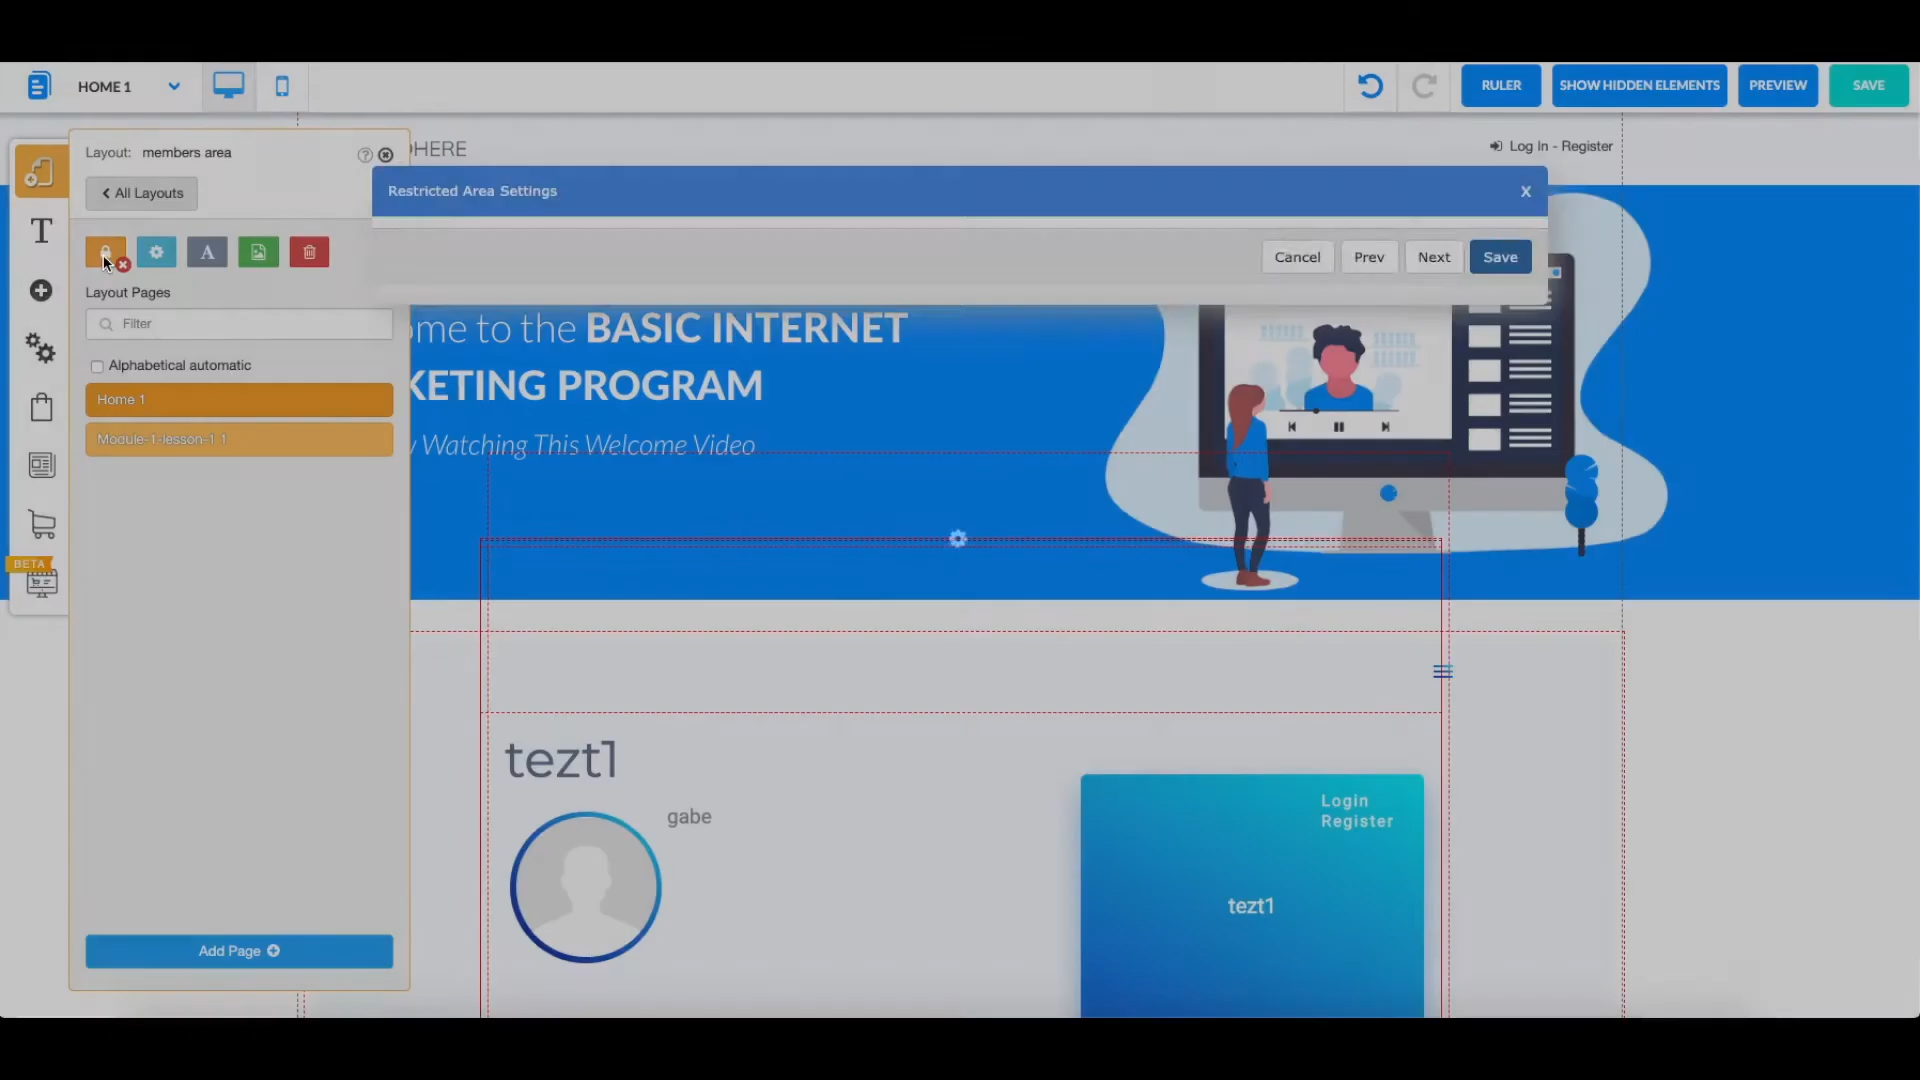 HOME 1
RULER
SHOW HIDDEN ELEMENTS
PREVIEW
SAVE
Layout: members area
HERE
Log In - Register
All Layouts
Restricted Area Settings
X
Cancel
Prev
Next
Save
A
T
Layout Pages
Filter
Alphabetical automatic
Home 1
Module-1-lesson-1 1
ome to the BASIC INTERNET
KETING PROGRAM
Watching This Welcome Video
BETA
tezt1
gabe
Login
Register
tezt1
Add Page